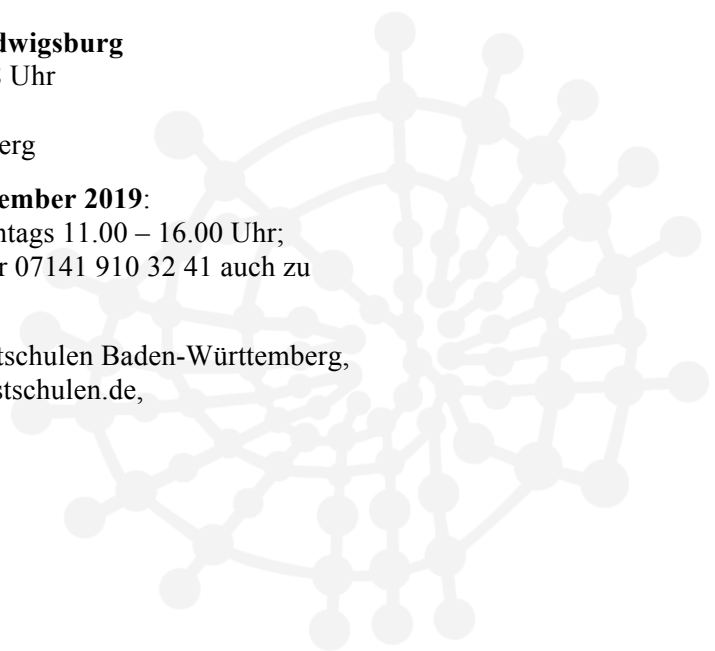 dwigsburg
Uhr
erg
ember 2019:
ntags 11.00 – 16.00 Uhr;
r 07141 910 32 41 auch zu
tschulen Baden-Württemberg,
stschulen.de,